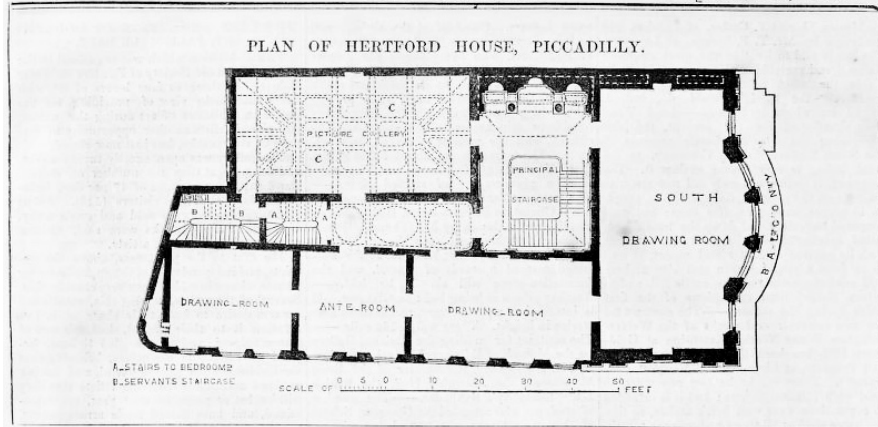 PLAN OF HERTFORD HOUSE, PICCADILLY.
C
PICTURE GALLERY
C
PRINCIPAL
STAIRCASE
SOUTH
DRAWING ROOM
BALCONY
B B A A
DRAWING-ROOM
ANTE-ROOM
DRAWING-ROOM
A-STAIRS TO BEDROOMS
B-SERVANTS STAIRCASE
SCALE OF 0 5 0 10 20 30 40 50 FEET